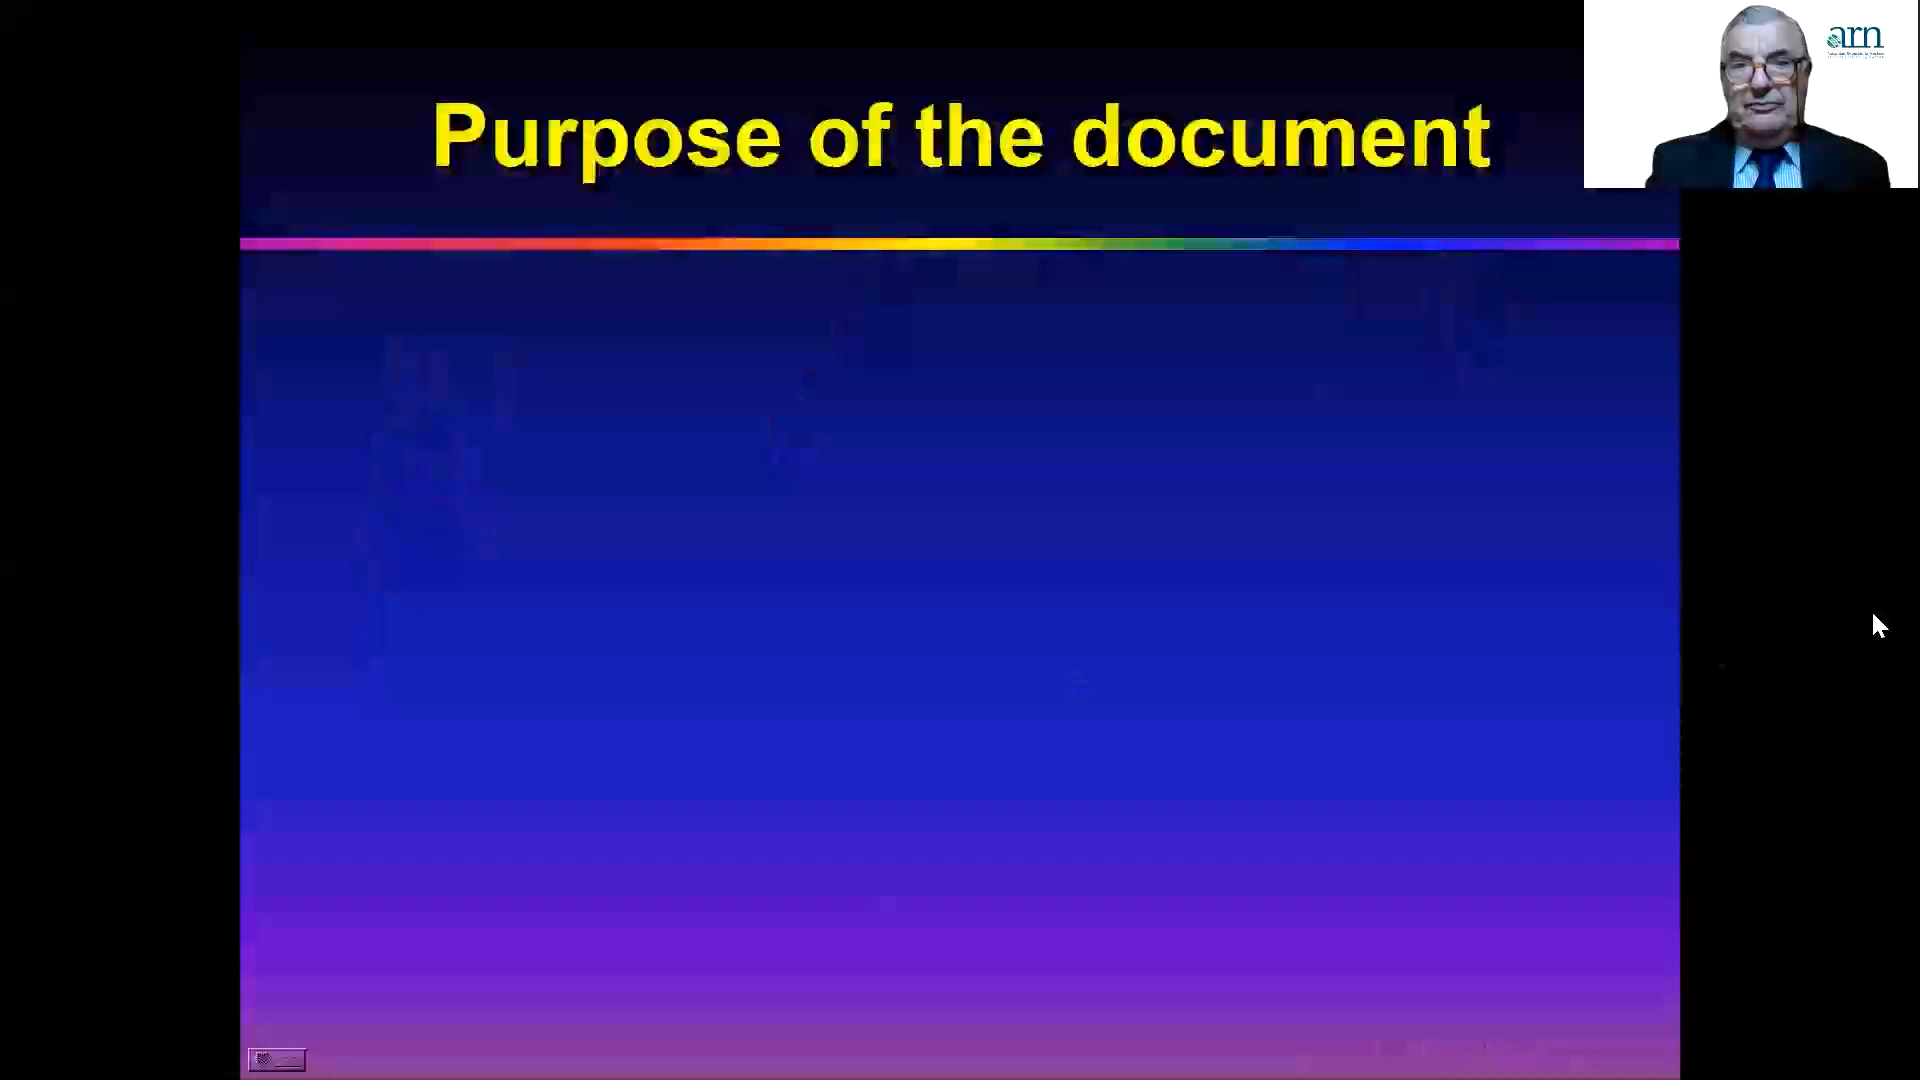 Purpose of the document
arn